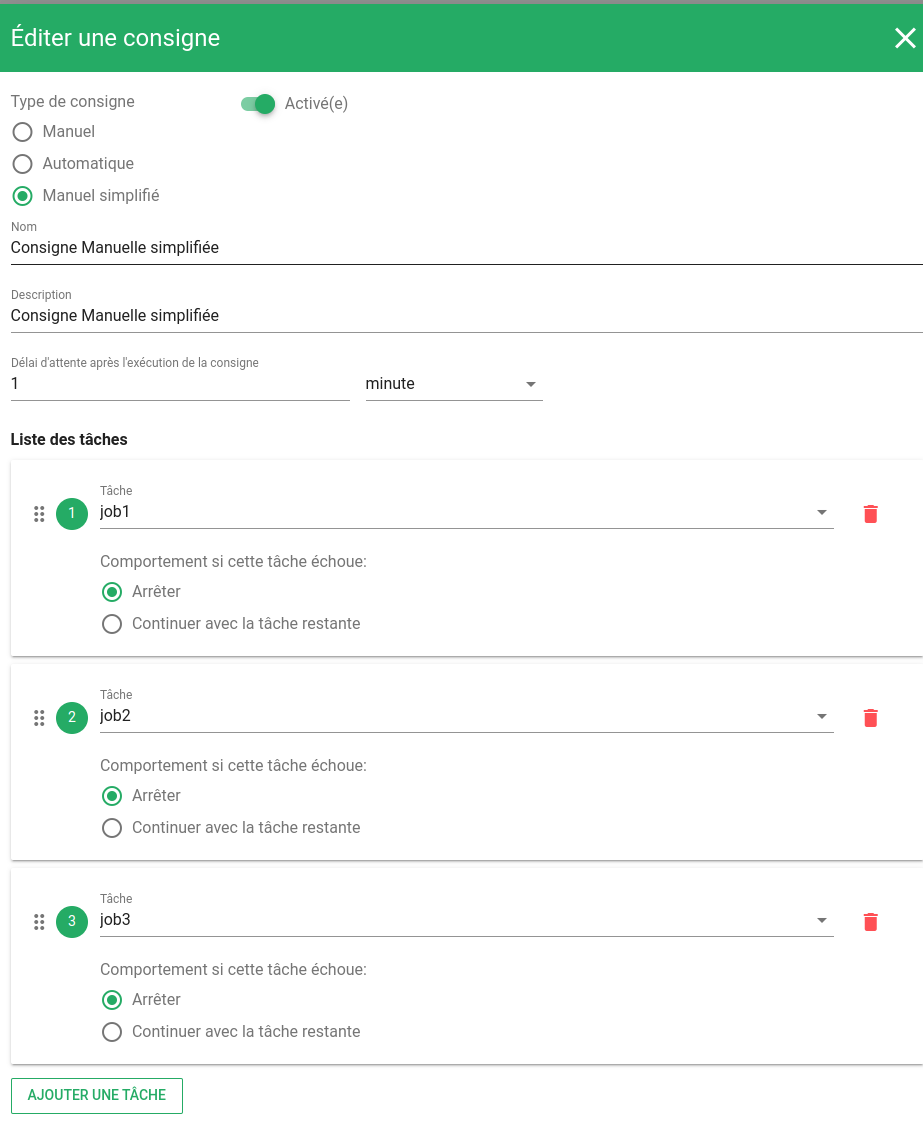 Éditer une consigne
Type de consigne
Activé(e)
Manuel
Automatique
Manuel simplifié
Nom
Consigne Manuelle simplifiée
Description
Consigne Manuelle simplifiée
Délai d'attente après l'exécution de la consigne
1 minute
Liste des tâches
1
Tâche
job1
Comportement si cette tâche échoue:
Arrêter
Continuer avec la tâche restante
2
Tâche
job2
Comportement si cette tâche échoue:
Arrêter
Continuer avec la tâche restante
3
Tâche
job3
Comportement si cette tâche échoue:
Arrêter
Continuer avec la tâche restante
AJOUTER UNE TÂCHE